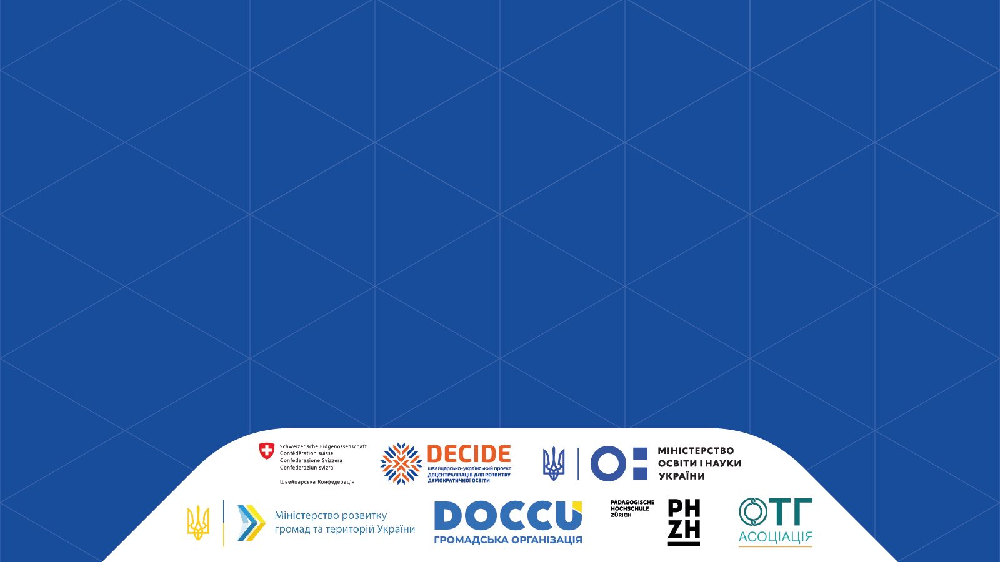 Schweizerische Eidgenossenschaft
Confédération suisse
Confederazione Svizzera
Confederaziun svizra
Швейцарська Конфедерація
DECIDE
швейцарсько-український проєкт
ДЕЦЕНТРАЛІЗАЦІЯ ДЛЯ РОЗВИТКУ
ДЕМОКРАТИЧНОЇ ОСВІТИ
МІНІСТЕРСТВО
ОСВІТИ І НАУКИ
УКРАЇНИ
Міністерство розвитку
громад та територій України
DOCCU
ГРОМАДСЬКА ОРГАНІЗАЦІЯ
PÄDAGOGISCHE
HOCHSCHULE
ZÜRICH
PH
ZH
ОТГ
АСОЦІАЦІЯ